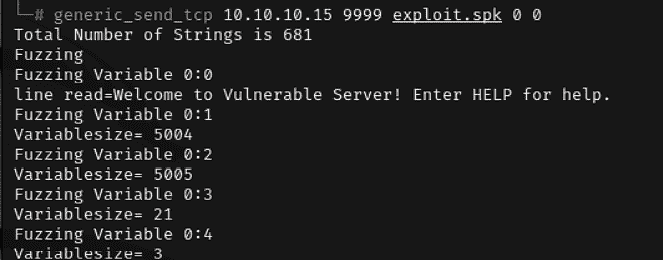 └─# generic_send_tcp 10.10.10.15 9999 exploit.spk 0 0
Total Number of Strings is 681
Fuzzing
Fuzzing Variable 0:0
line read=Welcome to Vulnerable Server! Enter HELP for help.
Fuzzing Variable 0:1
Variablesize= 5004
Fuzzing Variable 0:2
Variablesize= 5005
Fuzzing Variable 0:3
Variablesize= 21
Fuzzing Variable 0:4
Variablesize= 3